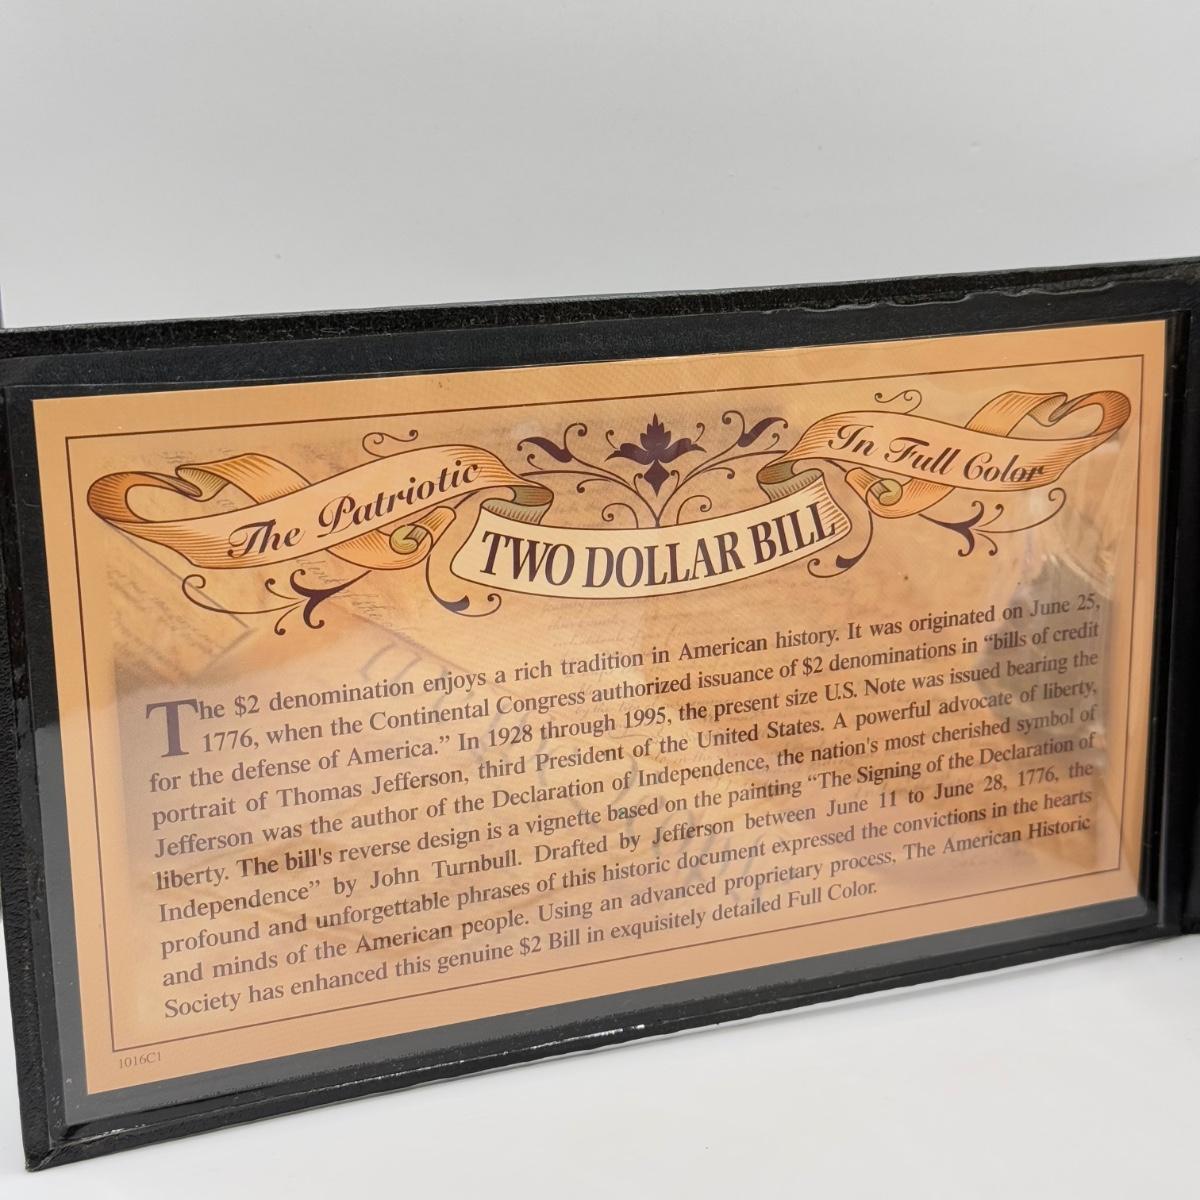 The Patriotic
TWO DOLLAR BILL
In Full Color
The $2 denomination enjoys a rich tradition in American history. It was originated on June 25,
1776, when the Continental Congress authorized issuance of $2 denominations in “bills of credit
for the defense of America.” In 1928 through 1995, the present size U.S. Note was issued bearing the
portrait of Thomas Jefferson, third President of the United States. A powerful advocate of liberty,
Jefferson was the author of the Declaration of Independence, the nation's most cherished symbol of
liberty. The bill's reverse design is a vignette based on the painting “The Signing of the Declaration of
Independence” by John Turnbull. Drafted by Jefferson between June 11 to June 28, 1776, the
profound and unforgettable phrases of this historic document expressed the convictions in the hearts
and minds of the American people. Using an advanced proprietary process, The American Historic
Society has enhanced this genuine $2 Bill in exquisitely detailed Full Color.
1016C1